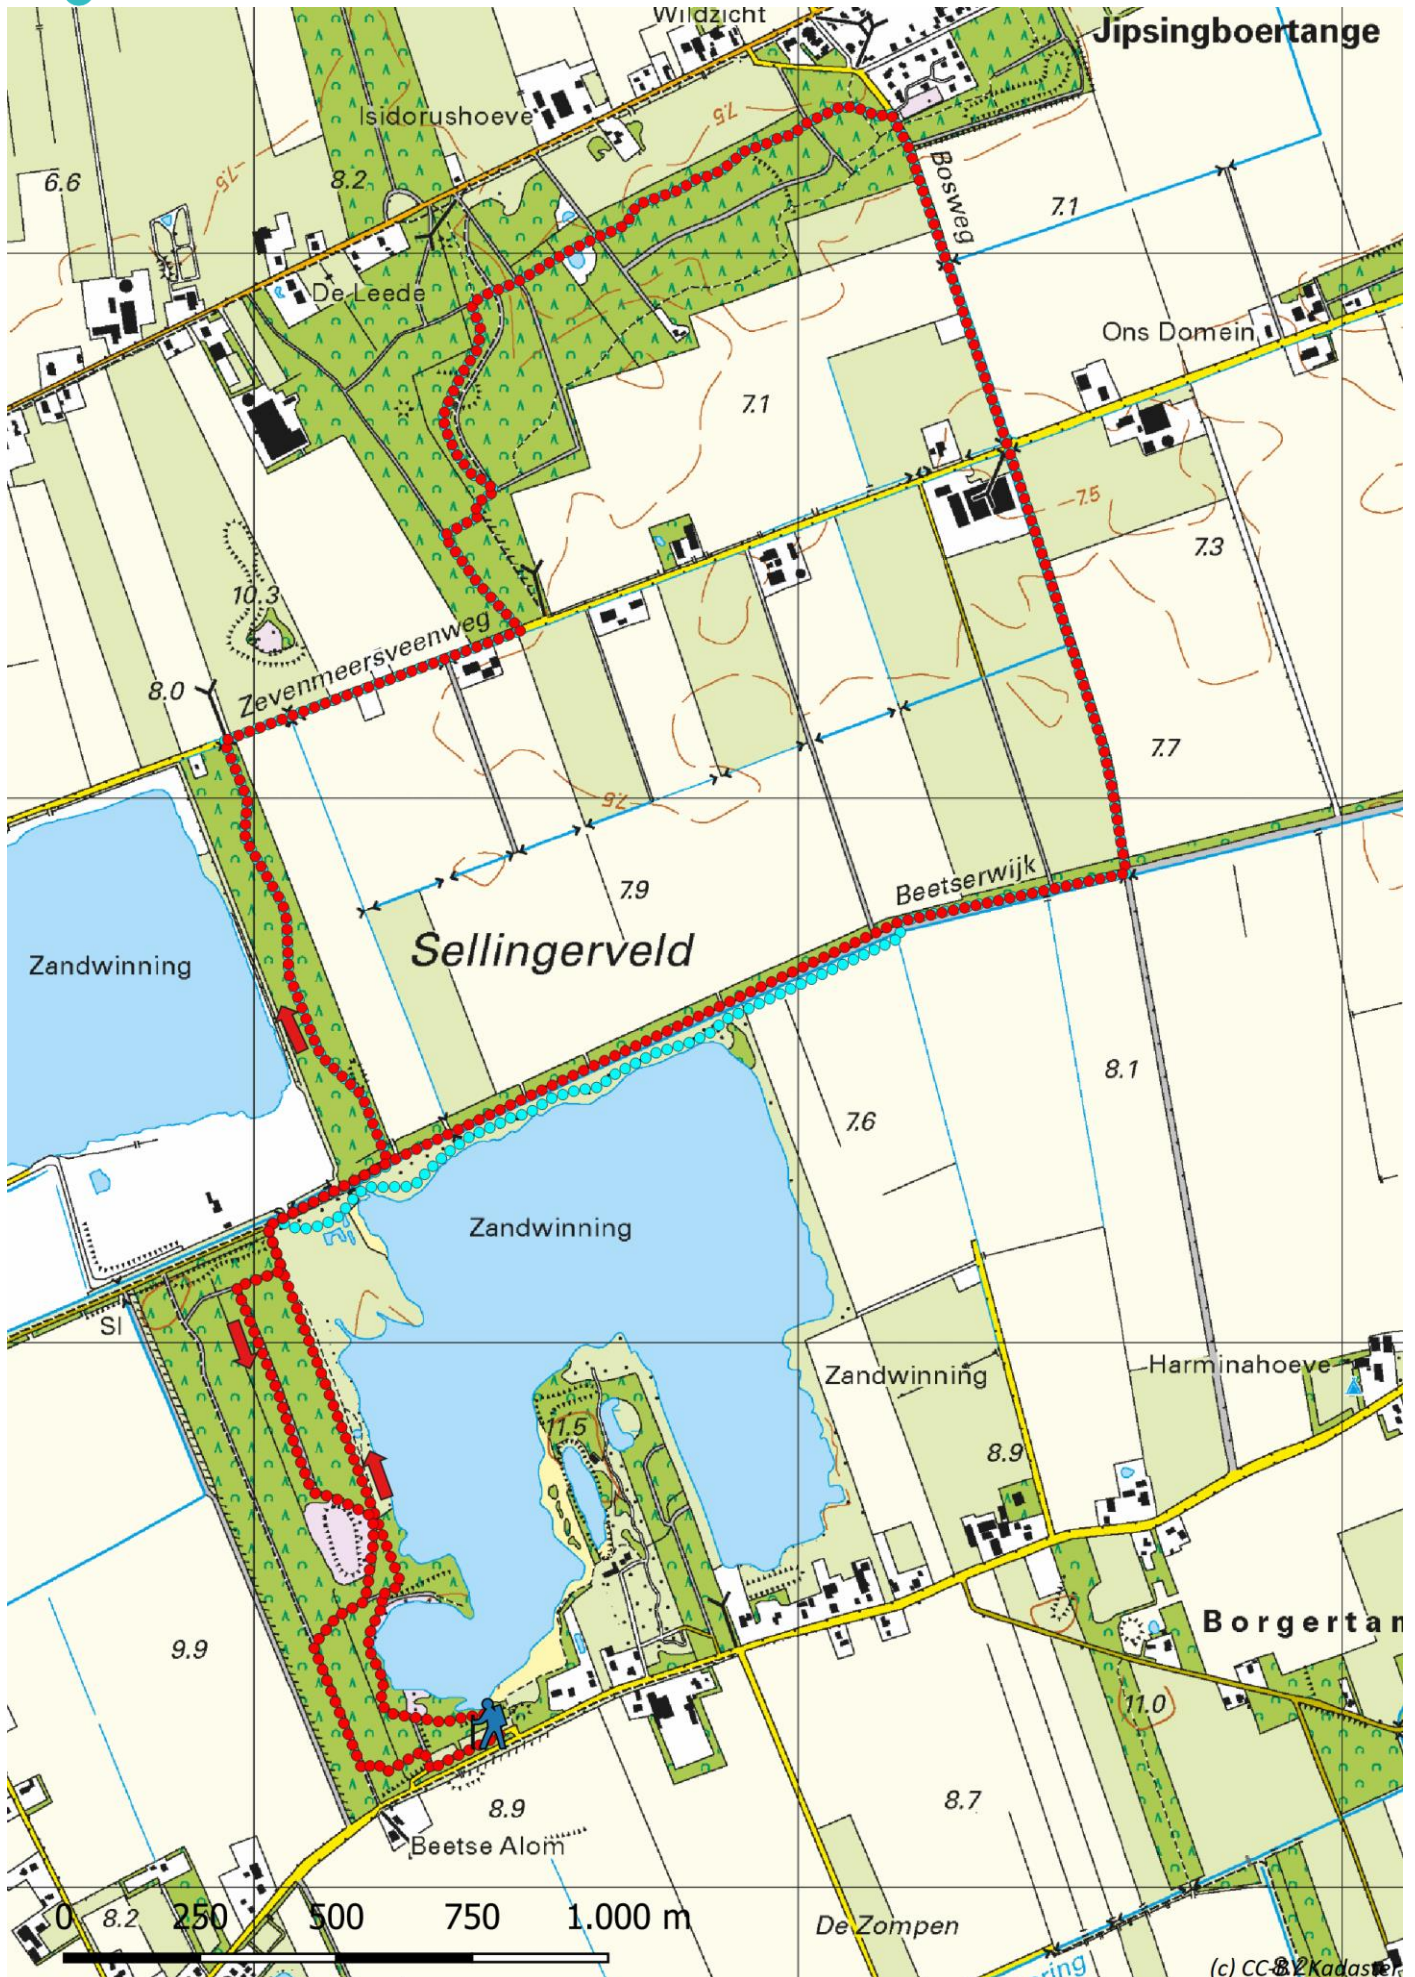 Wildzicht
Jipsingboertange
Isidorushoeve
7.5
6.6
7.5
8.2
Bosweg
7.1
De Leede
Ons Domein
7.1
7.5
7.3
10.3
Zevenmeersveenweg
8.0
7.7
7.5
7.9
Beetserwijk
Sellingerveld
Zandwinning
8.1
7.6
Zandwinning
Sl
Zandwinning
Harminahoeve
11.5
8.9
9.9
Borgertan
11.0
8.7
8.9
Beetse Alom
0 250 500 750 1.000 m
8.2
De Zompen
ering
8.2
(c) CC-BY Kadaster